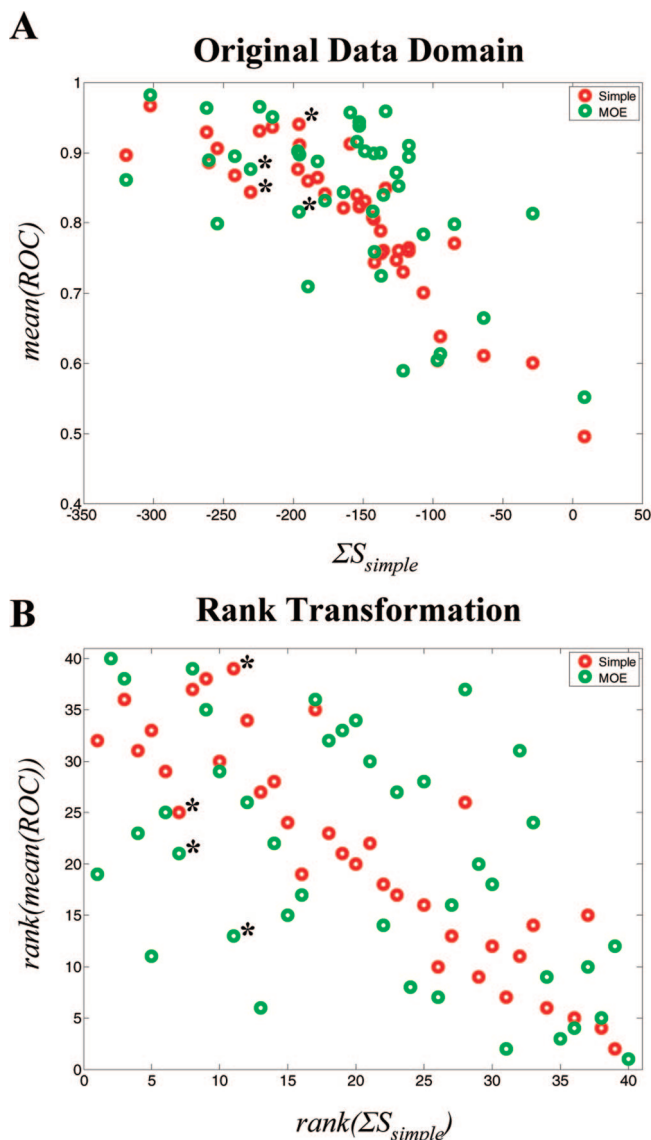 A
Original Data Domain
Simple
MOE
1
0.9
0.8
0.7
0.6
0.5
0.4
mean(ROC)
-350 -300 -250 -200 -150 -100 -50 0 50
ΣS_simple
*
*
*
*
B
Rank Transformation
Simple
MOE
40
35
30
25
20
15
10
5
0
rank(mean(ROC))
0 5 10 15 20 25 30 35 40
rank(ΣS_simple)
*
*
*
*